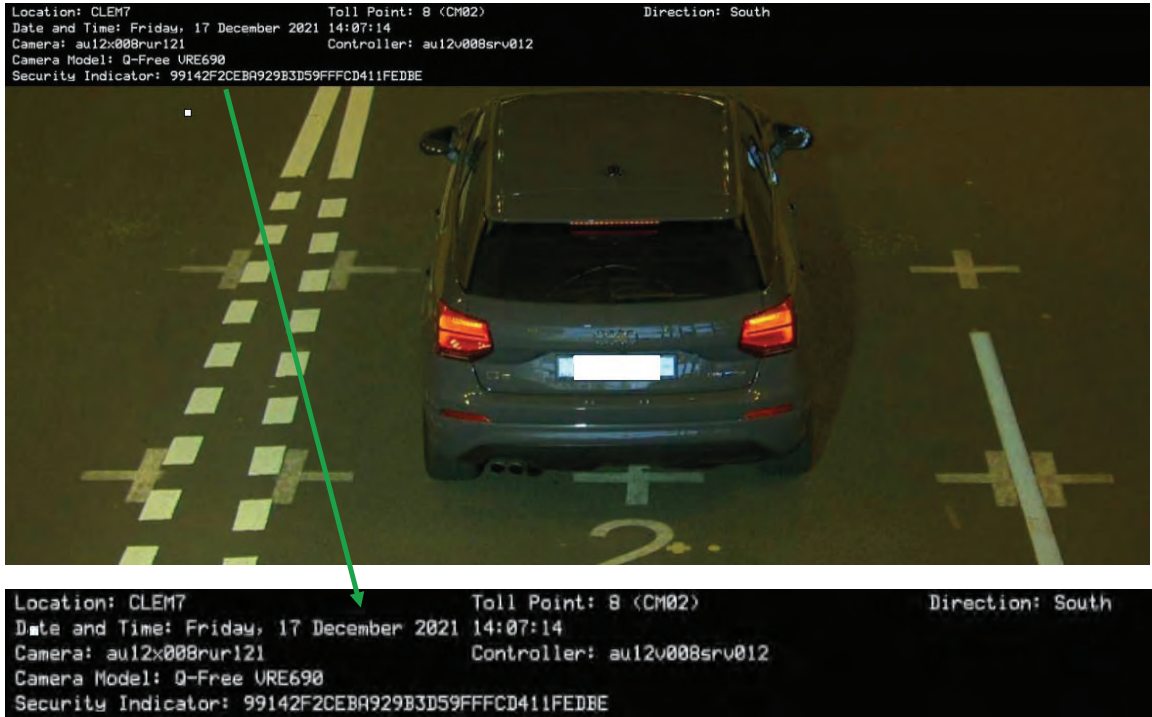 Location: CLEM7 Toll Point: 8 (CM02) Direction: South
Date and Time: Friday, 17 December 2021 14:07:14
Camera: au12x008rur121 Controller: au12v008srv012
Camera Model: Q-Free VRE690
Security Indicator: 99142F2CEBA929B3D59FFFCD411FEDBE
2
Location: CLEM7 Toll Point: 8 (CM02) Direction: South
Date and Time: Friday, 17 December 2021 14:07:14
Camera: au12x008rur121 Controller: au12v008srv012
Camera Model: Q-Free VRE690
Security Indicator: 99142F2CEBA929B3D59FFFCD411FEDBE